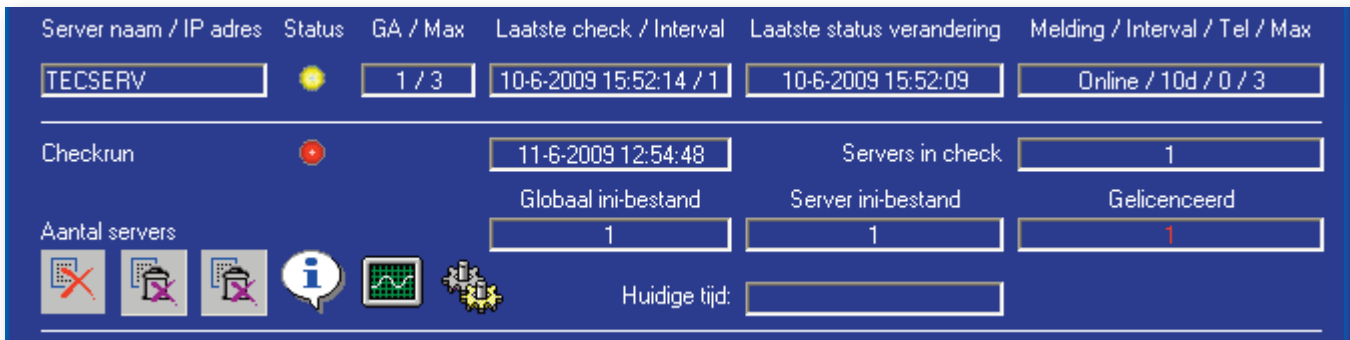 Server naam / IP adres Status GA / Max Laatste check / Interval Laatste status verandering Melding / Interval / Tel / Max
TECSERV 1 / 3 10-6-2009 15:52:14 / 1 10-6-2009 15:52:09 Online / 10d / 0 / 3
Checkrun 11-6-2009 12:54:48 Servers in check 1
Globaal ini-bestand Server ini-bestand Gelicenceerd
Aantal servers 1 1 1
Huidige tijd: